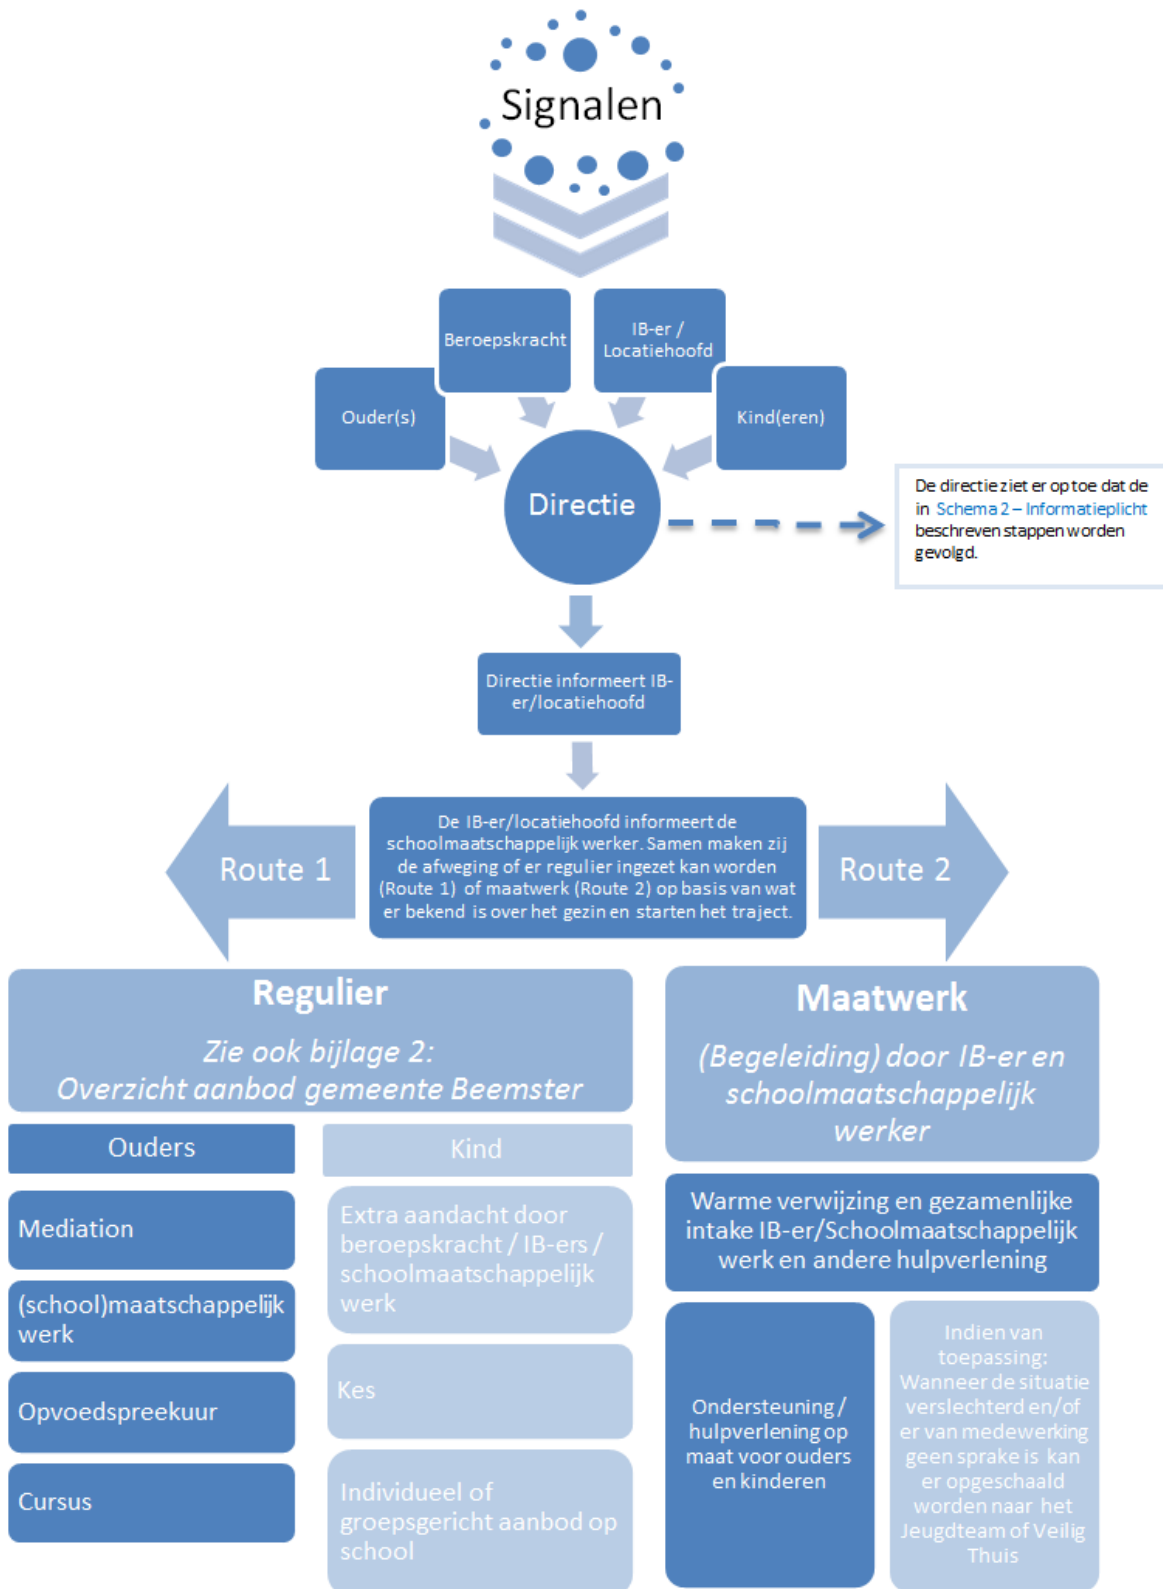 Signalen
Beroepskracht
IB-er /
Locatiehoofd
Ouder(s)
Kind(eren)
Directie
De directie ziet er op toe dat de
in Schema 2 – Informatieplicht
beschreven stappen worden
gevolgd.
Directie informeert IB-
er/locatiehoofd
Route 1
De IB-er/locatiehoofd informeert de
schoolmaatschappelijk werker. Samen maken zij
de afweging of er regulier ingezet kan worden
(Route 1) of maatwerk (Route 2) op basis van wat
er bekend is over het gezin en starten het traject.
Route 2
Regulier
Zie ook bijlage 2:
Overzicht aanbod gemeente Beemster
Maatwerk
(Begeleiding) door IB-er en
schoolmaatschappelijk
werker
Ouders
Mediation
(school)maatschappelijk
werk
Opvoedspreekuur
Cursus
Kind
Extra aandacht door
beroepskracht / IB-ers /
schoolmaatschappelijk
werk
Kes
Individueel of
groepsgericht aanbod op
school
Warme verwijzing en gezamenlijke
intake IB-er/Schoolmaatschappelijk
werk en andere hulpverlening
Ondersteuning /
hulpverlening op
maat voor ouders
en kinderen
Indien van
toepassing:
Wanneer de situatie
verslechterd en/of
er van medewerking
geen sprake is kan
er opgeschaald
worden naar het
Jeugdteam of Veilig
Thuis